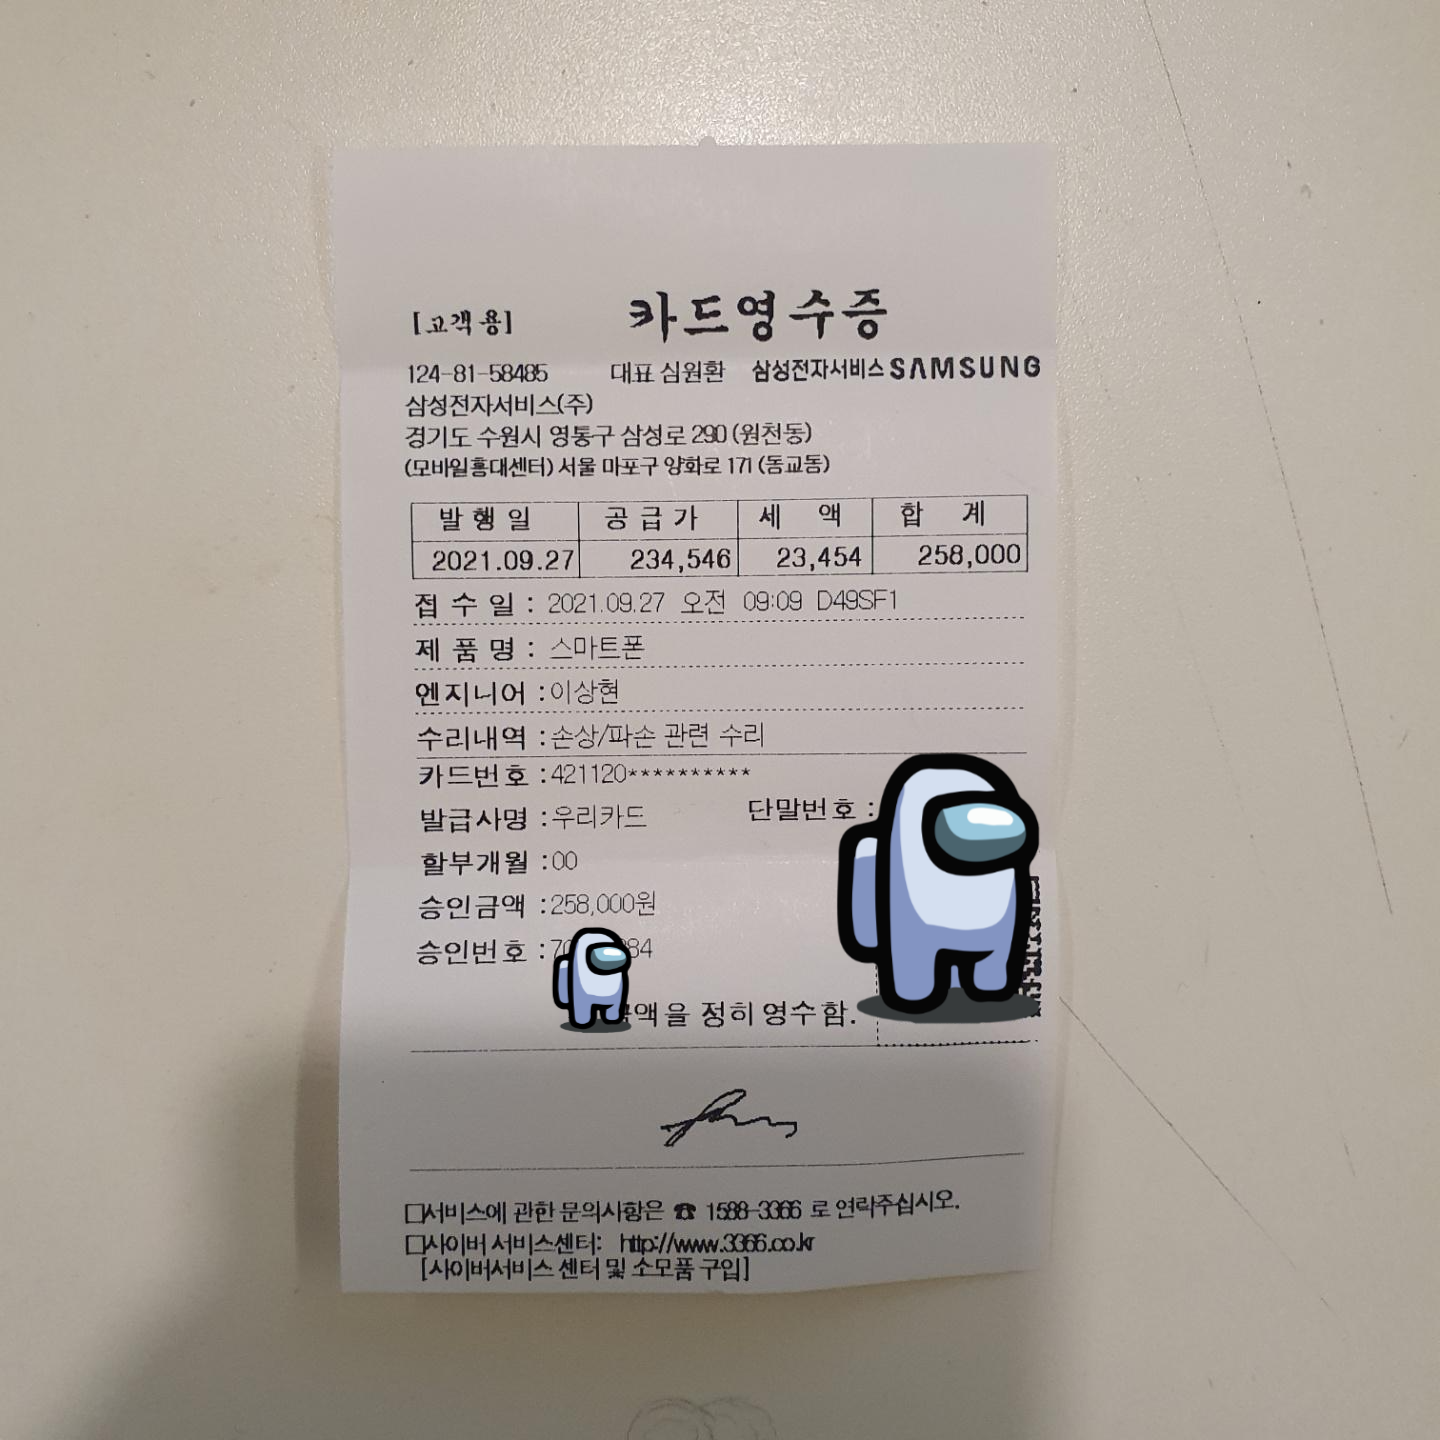 [고객용] 카드영수증
124-81-58485 대표 심원환 삼성전자서비스 SAMSUNG
삼성전자서비스(주)
경기도 수원시 영통구 삼성로 290 (원천동)
(모바일홍대센터) 서울 마포구 양화로 171 (동교동)
발행일 공급가 세 액 합 계
2021.09.27 234,546 23,454 258,000
접수일 : 2021.09.27 오전 09:09 D49SF1
제품명 : 스마트폰
엔지니어 : 이상현
수리내역 : 손상/파손 관련 수리
카드번호 : 421120**********
발급사명 : 우리카드 단말번호 :
할부개월 : 00
승인금액 : 258,000원
승인번호 :
정히 영수함.
□서비스에 관한 문의사항은 ☎ 1588-3366 로 연락주십시오.
□사이버 서비스센터: http://www.3366.co.kr
[사이버서비스 센터 및 소모품 구입]